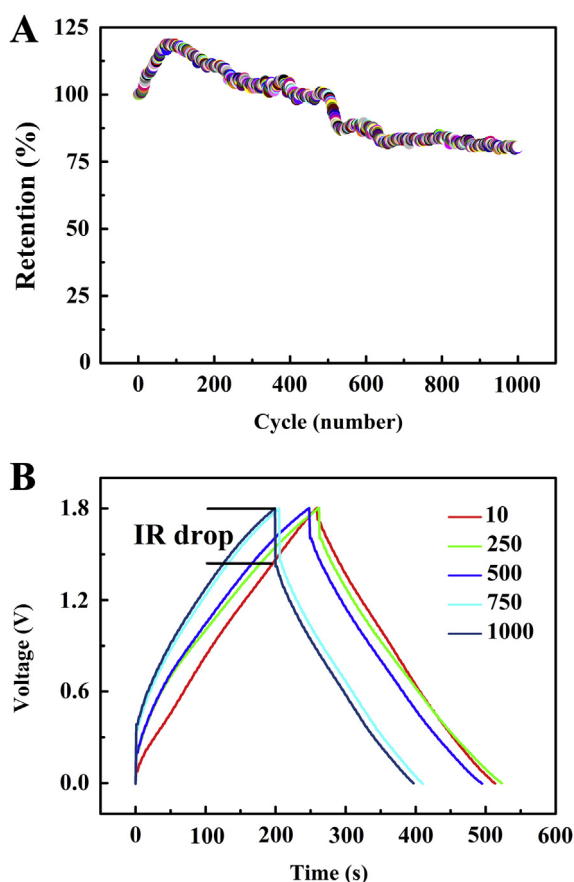 A
125
100
75
50
25
0
Retention (%)
0 200 400 600 800 1000
Cycle (number)
B
1.8
1.2
0.6
0.0
Voltage (V)
IR drop
10
250
500
750
1000
0 100 200 300 400 500 600
Time (s)